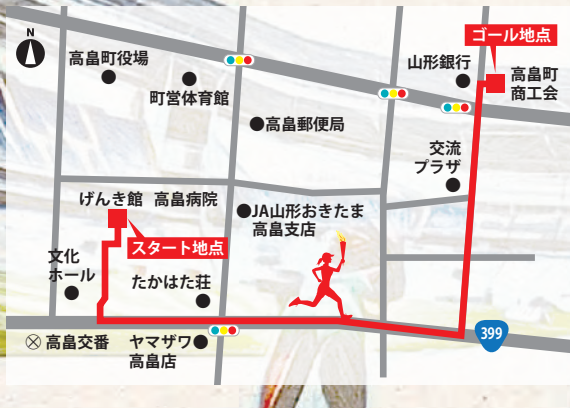 N
高畠町役場
町営体育館
高畠郵便局
山形銀行
ゴール地点
高畠町
商工会
交流
プラザ
げんき館
高畠病院
JA山形おきたま
高畠支店
スタート地点
文化
ホール
たかはた荘
高畠交番
ヤマザワ
高畠店
399